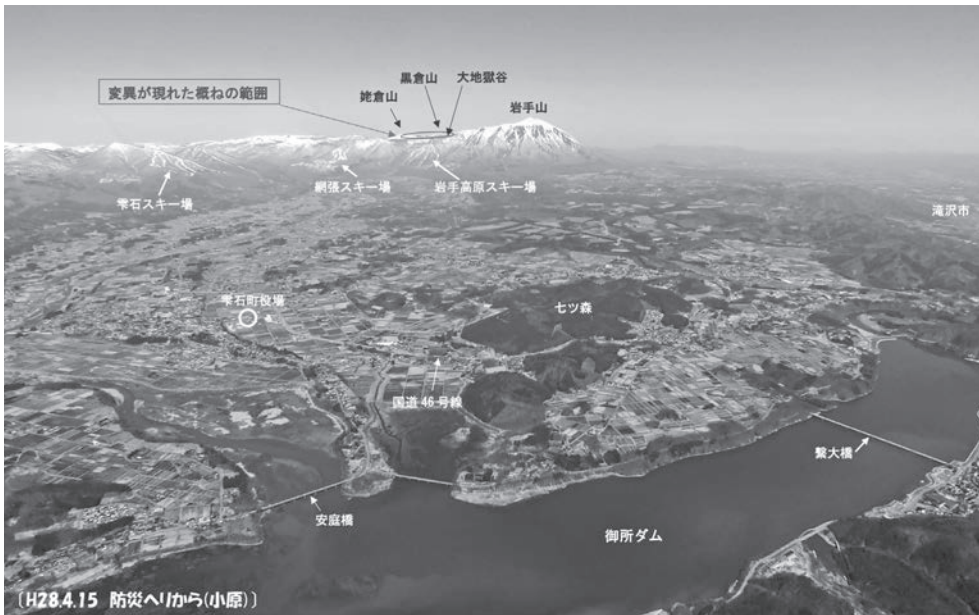 黒倉山
大地獄谷
姥倉山
岩手山
変異が現れた概ねの範囲
網張スキー場
岩手高原スキー場
雫石スキー場
滝沢市
雫石町役場
七ツ森
国道46号線
繋大橋
安庭橋
御所ダム
〔H28.4.15 防災ヘリから(小原)〕